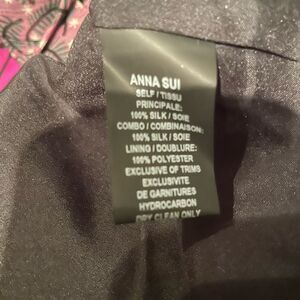 ANNA SUI
SELF / TISSU
PRINCIPALE:
100% SILK / SOIE
COMBO / COMBINAISON:
100% SILK / SOIE
LINING / DOUBLURE:
100% POLYESTER
EXCLUSIVE OF TRIMS
EXCLUSIVITE
DE GARNITURES
HYDROCARBON
DRY CLEAN ONLY